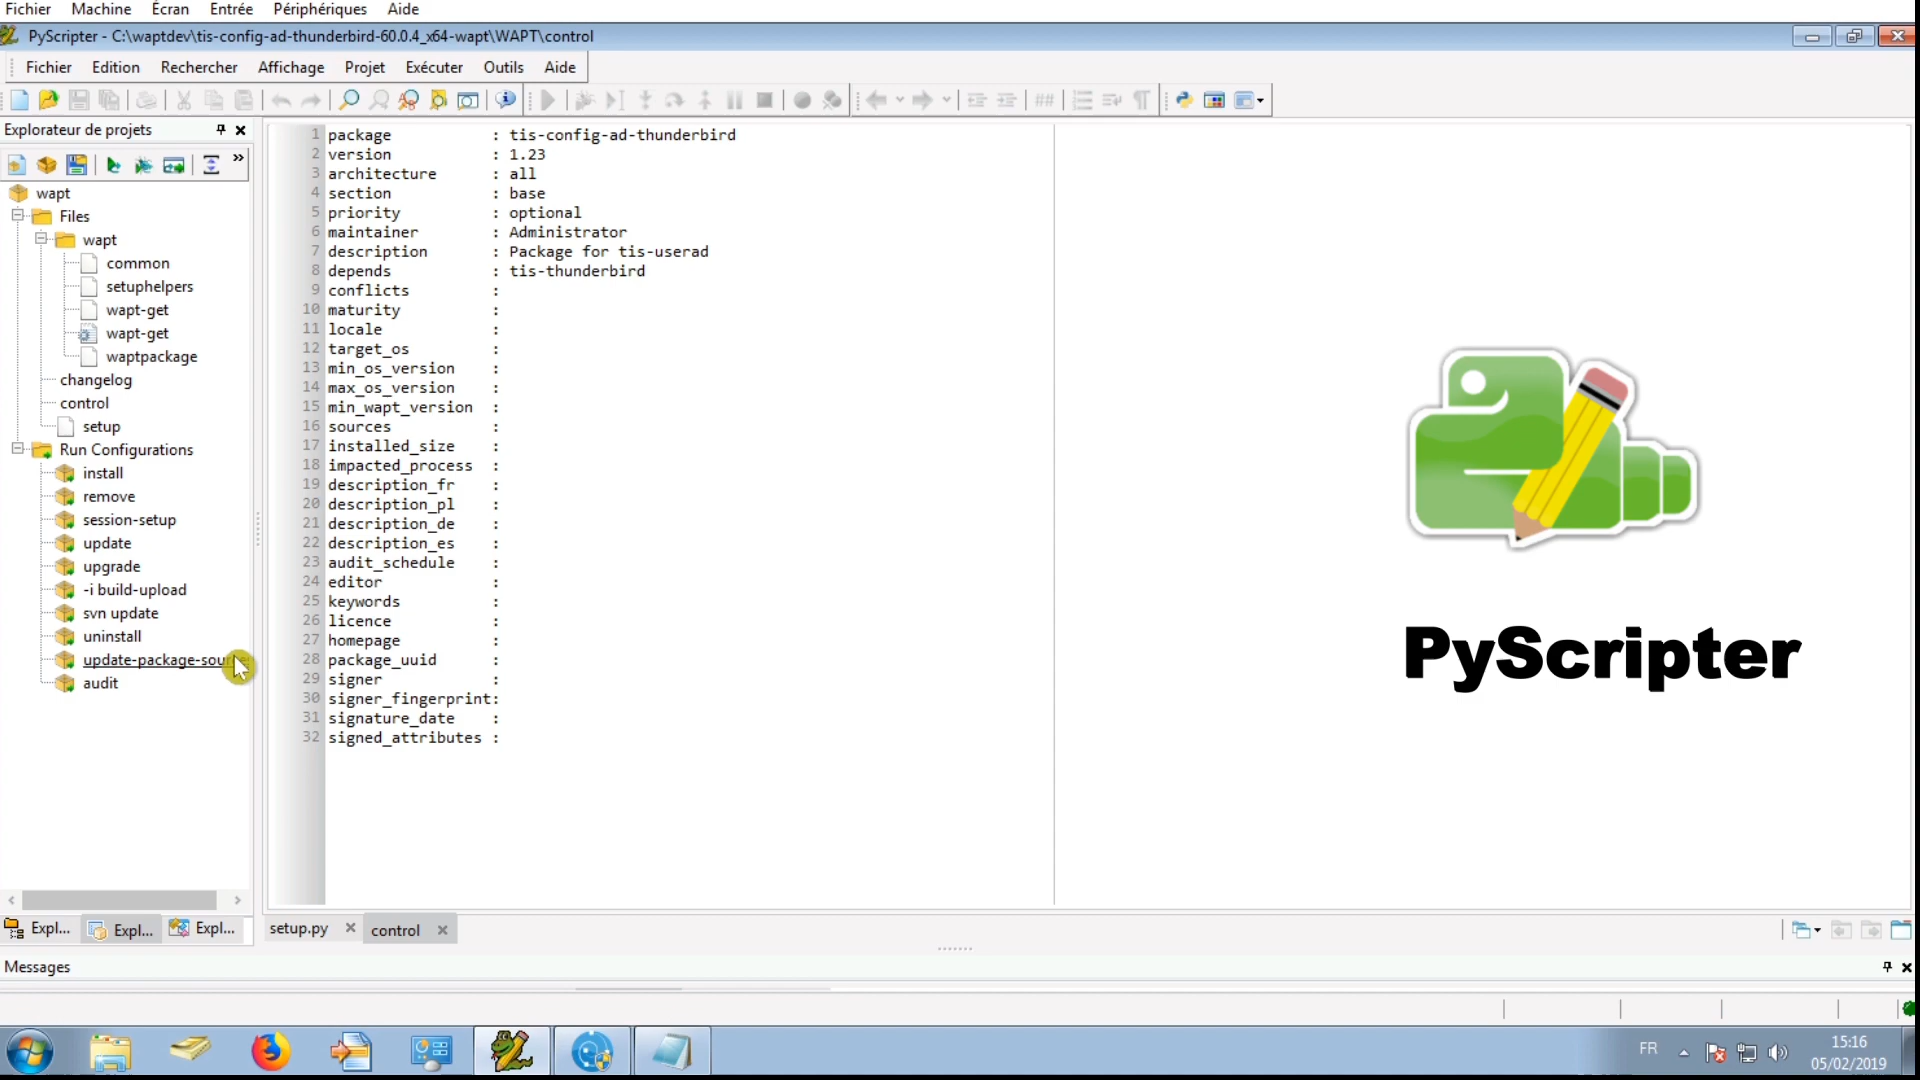 Fichier Machine Écran Entrée Périphériques Aide
PyScripter - C:\waptdev\tis-config-ad-thunderbird-60.0.4_x64-wapt\WAPT\control
Fichier Edition Rechercher Affichage Projet Exécuter Outils Aide
Explorateur de projets
wapt
Files
wapt
common
setuphelpers
wapt-get
wapt-get
waptpackage
changelog
control
setup
Run Configurations
install
remove
session-setup
update
upgrade
-i build-upload
svn update
uninstall
audit
Expl... Expl... Expl...
1 package : tis-config-ad-thunderbird
2 version : 1.23
3 architecture : all
4 section : base
5 priority : optional
6 maintainer : Administrator
7 description : Package for tis-userad
8 depends : tis-thunderbird
9 conflicts :
10 maturity :
11 locale :
12 target_os :
13 min_os_version :
14 max_os_version :
15 min_wapt_version :
16 sources :
17 installed_size :
18 impacted_process :
19 description_fr :
20 description_pl :
21 description_de :
22 description_es :
23 audit_schedule :
24 editor :
25 keywords :
26 licence :
27 homepage :
28 package_uuid :
29 signer :
30 signer_fingerprint:
31 signature_date :
32 signed_attributes :
PyScripter
setup.py control
Messages
FR
15:16
05/02/2019